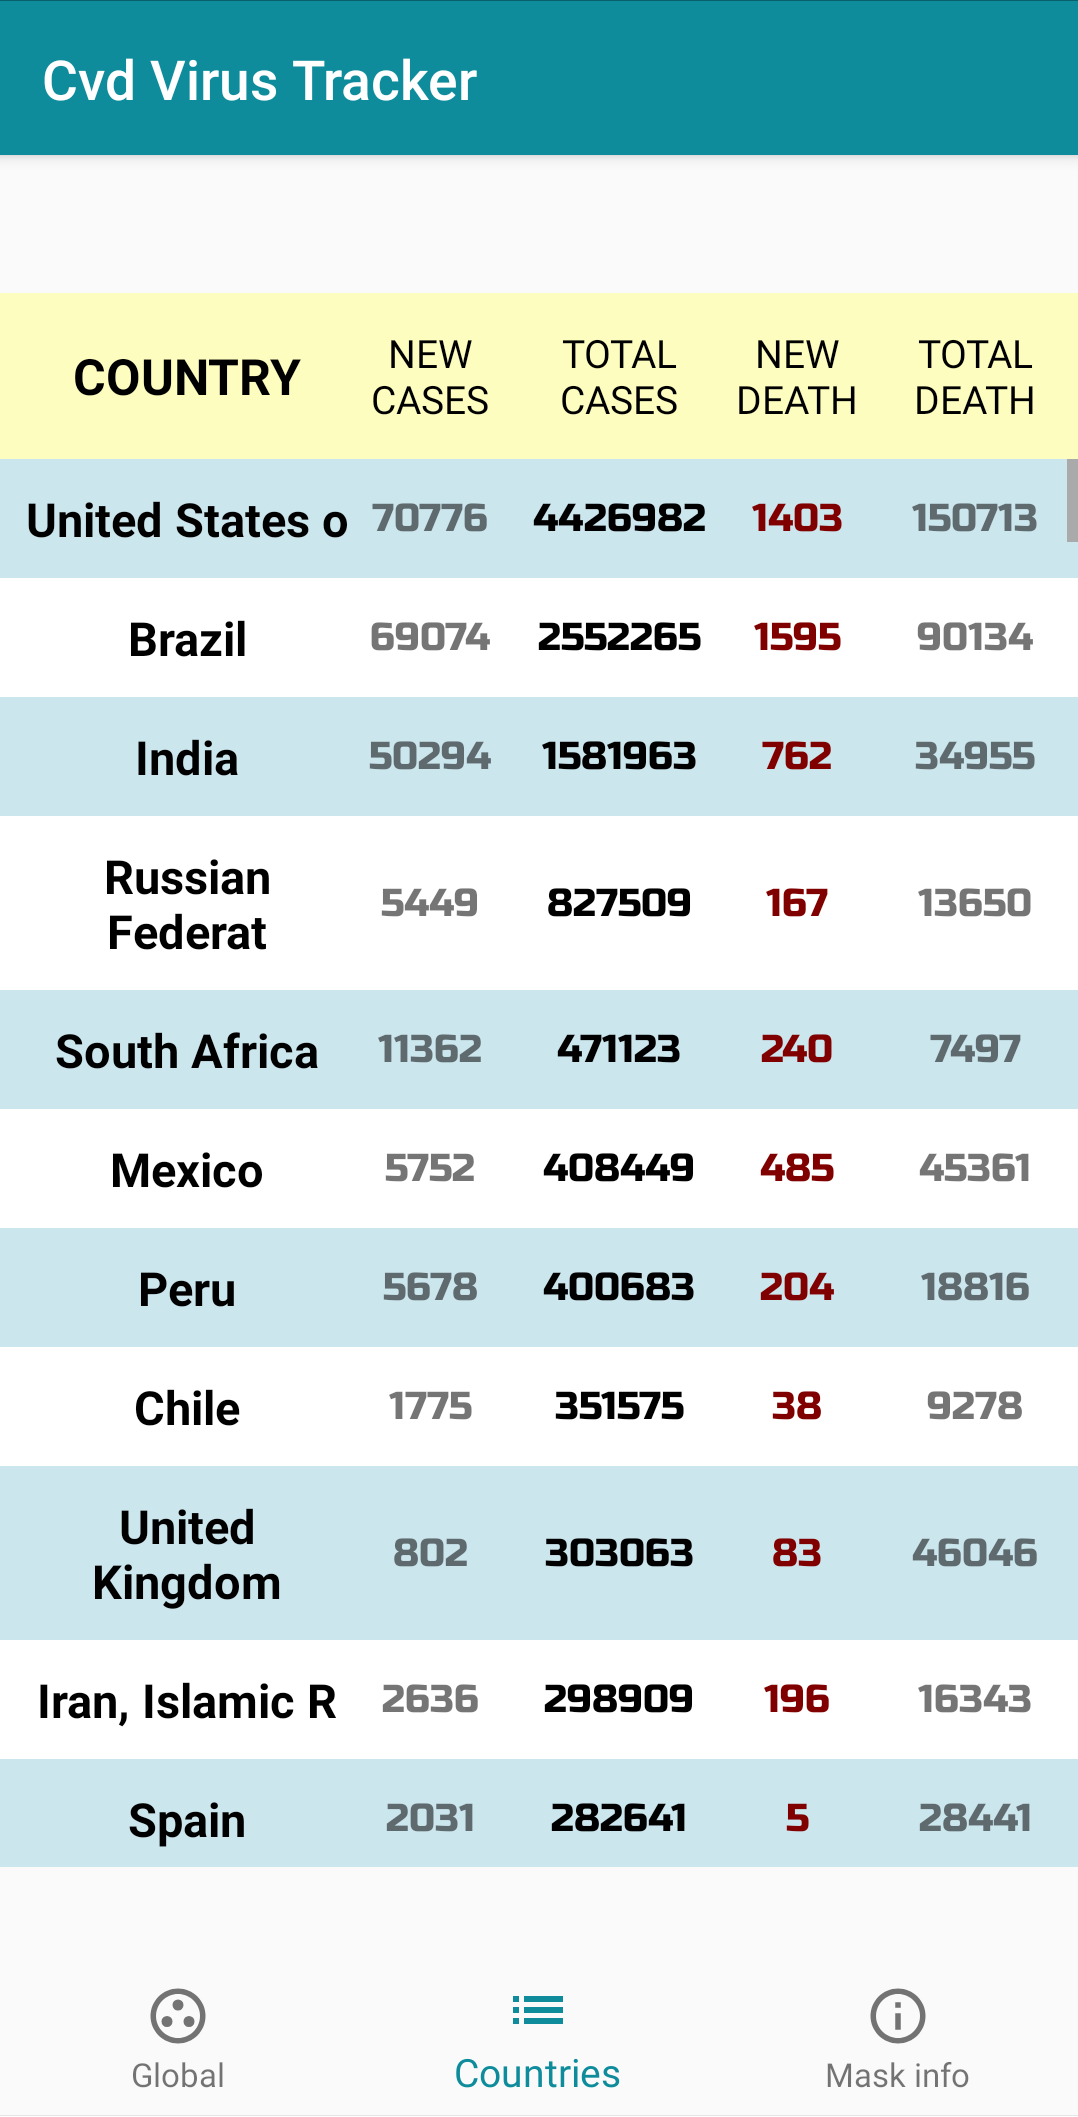 Cvd Virus Tracker
COUNTRY NEW CASES TOTAL CASES NEW DEATH TOTAL DEATH
United States o 70776 4426982 1403 150713
Brazil 69074 2552265 1595 90134
India 50294 1581963 762 34955
Russian Federat 5449 827509 167 13650
South Africa 11362 471123 240 7497
Mexico 5752 408449 485 45361
Peru 5678 400683 204 18816
Chile 1775 351575 38 9278
United Kingdom 802 303063 83 46046
Iran, Islamic R 2636 298909 196 16343
Spain 2031 282641 5 28441
Global Countries Mask info